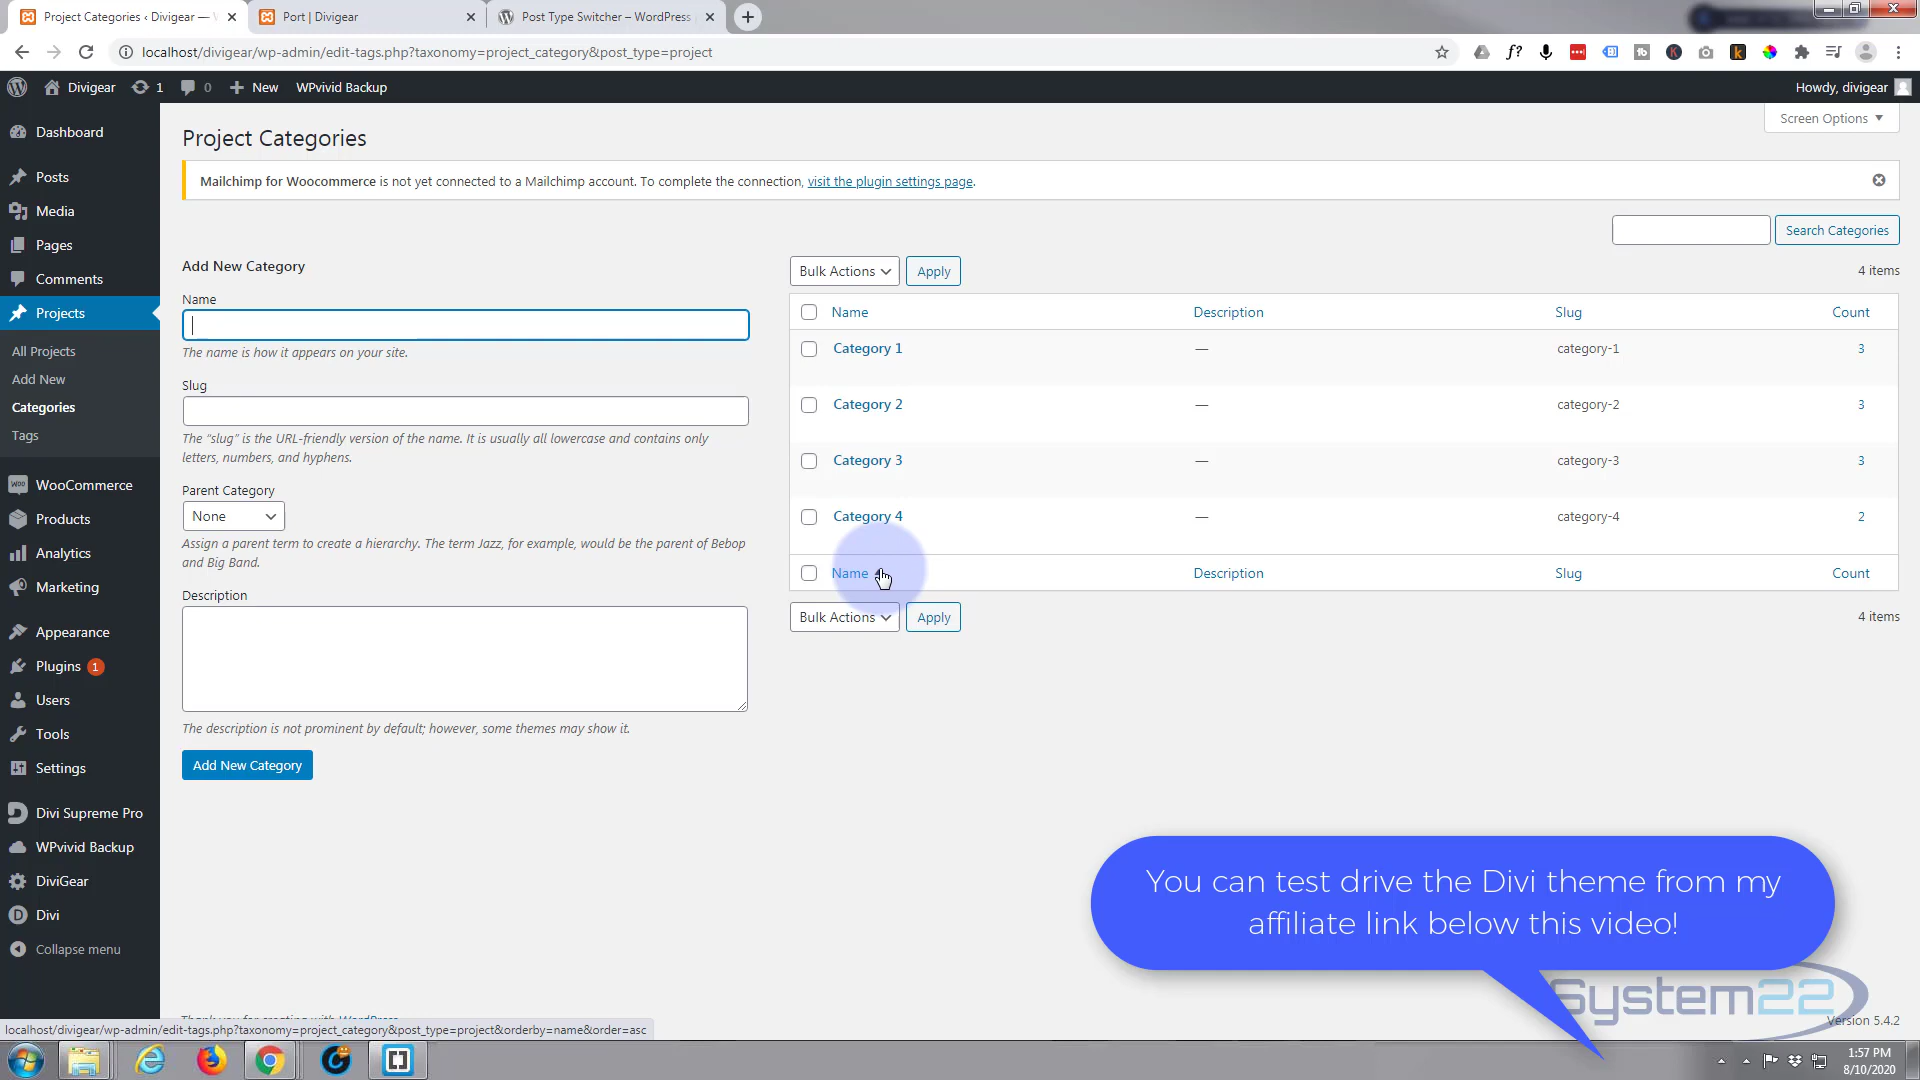 Project Categories ‹ Divigear —
Port | Divigear
Post Type Switcher – WordPress
localhost/divigear/wp-admin/edit-tags.php?taxonomy=project_category&post_type=project
Divigear
1
0
New
WPvivid Backup
Howdy, divigear
Dashboard
Posts
Media
Pages
Comments
Projects
All Projects
Add New
Categories
Tags
WooCommerce
Products
Analytics
Marketing
Appearance
Plugins 1
Users
Tools
Settings
Divi Supreme Pro
WPvivid Backup
DiviGear
Divi
Collapse menu
Project Categories
Screen Options
Mailchimp for Woocommerce is not yet connected to a Mailchimp account. To complete the connection, visit the plugin settings page.
Search Categories
Add New Category
Name
The name is how it appears on your site.
Slug
The “slug” is the URL-friendly version of the name. It is usually all lowercase and contains only
letters, numbers, and hyphens.
Parent Category
None
Assign a parent term to create a hierarchy. The term Jazz, for example, would be the parent of Bebop
and Big Band.
Description
The description is not prominent by default; however, some themes may show it.
Add New Category
Bulk Actions
Apply
4 items
Name Description Slug Count
Category 1 — category-1 3
Category 2 — category-2 3
Category 3 — category-3 3
Category 4 — category-4 2
Name Description Slug Count
Bulk Actions
Apply
4 items
You can test drive the Divi theme from my
affiliate link below this video!
System22
Version 5.4.2
localhost/divigear/wp-admin/edit-tags.php?taxonomy=project_category&post_type=project&orderby=name&order=asc
1:57 PM
8/10/2020